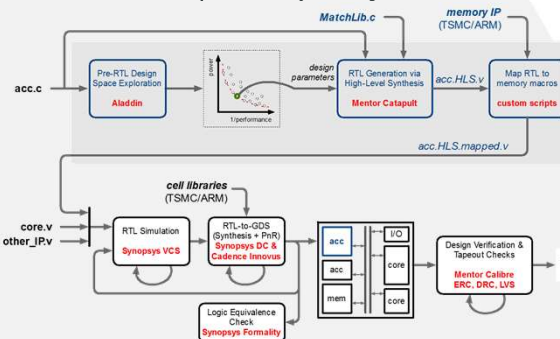 MatchLib.c
memory IP
(TSMC/ARM)
acc.c
Pre-RTL Design
Space Exploration
Aladdin
power
1/performance
design
parameters
RTL Generation via
High-Level Synthesis
Mentor Catapult
acc.HLS.v
Map RTL to
memory macros
custom scripts
acc.HLS.mapped.v
cell libraries
(TSMC/ARM)
core.v
other_IP.v
RTL Simulation
Synopsys VCS
RTL-to-GDS
(Synthesis + PnR)
Synopsys DC &
Cadence Innovus
Logic Equivalence
Check
Synopsys Formality
acc
acc
mem
I/O
core
core
Design Verification &
Tapeout Checks
Mentor Calibre
ERC, DRC, LVS